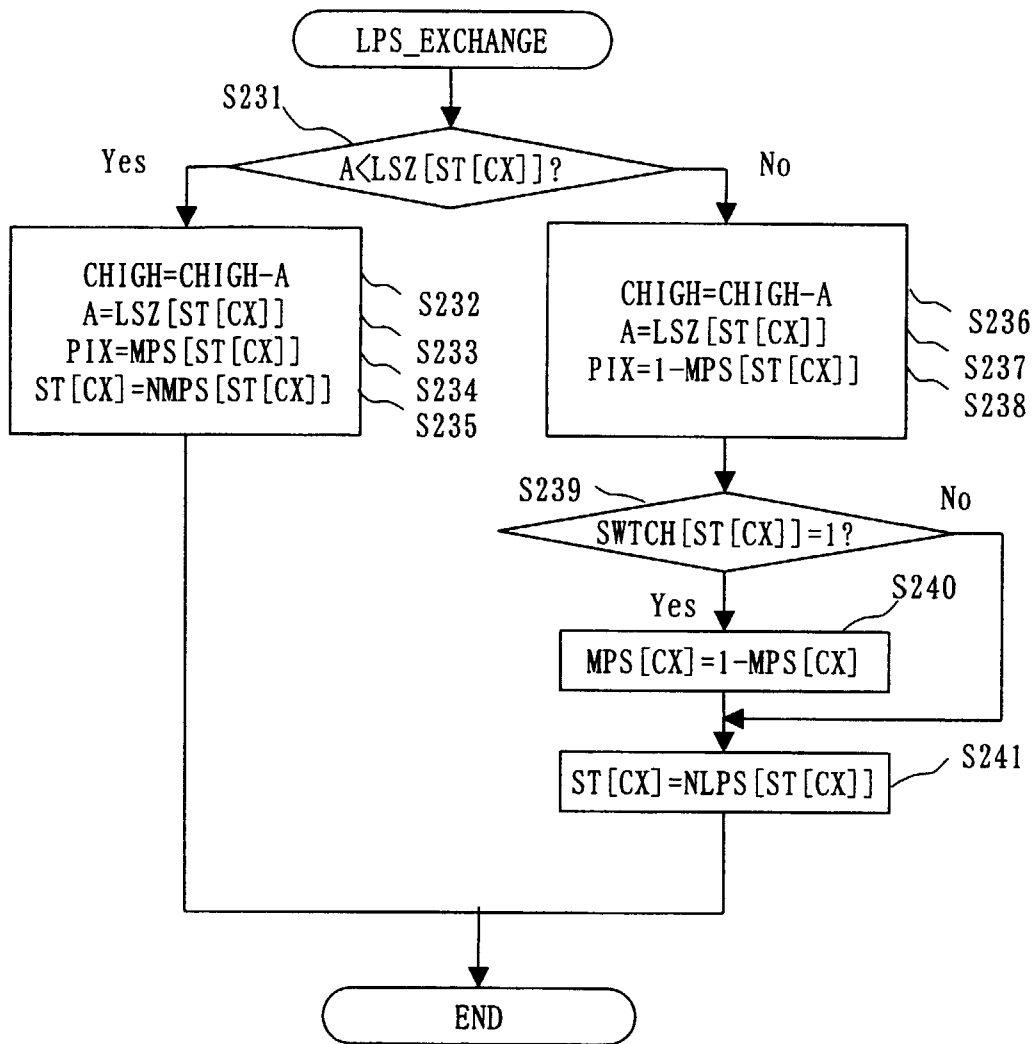 LPS_EXCHANGE
S231
Yes
A<LSZ[ST[CX]]?
No
CHIGH=CHIGH-A
A=LSZ[ST[CX]]
PIX=MPS[ST[CX]]
ST[CX]=NMPS[ST[CX]]
S232
S233
S234
S235
CHIGH=CHIGH-A
A=LSZ[ST[CX]]
PIX=1-MPS[ST[CX]]
S236
S237
S238
S239
SWTCH[ST[CX]]=1?
No
Yes
S240
MPS[CX]=1-MPS[CX]
S241
ST[CX]=NLPS[ST[CX]]
END